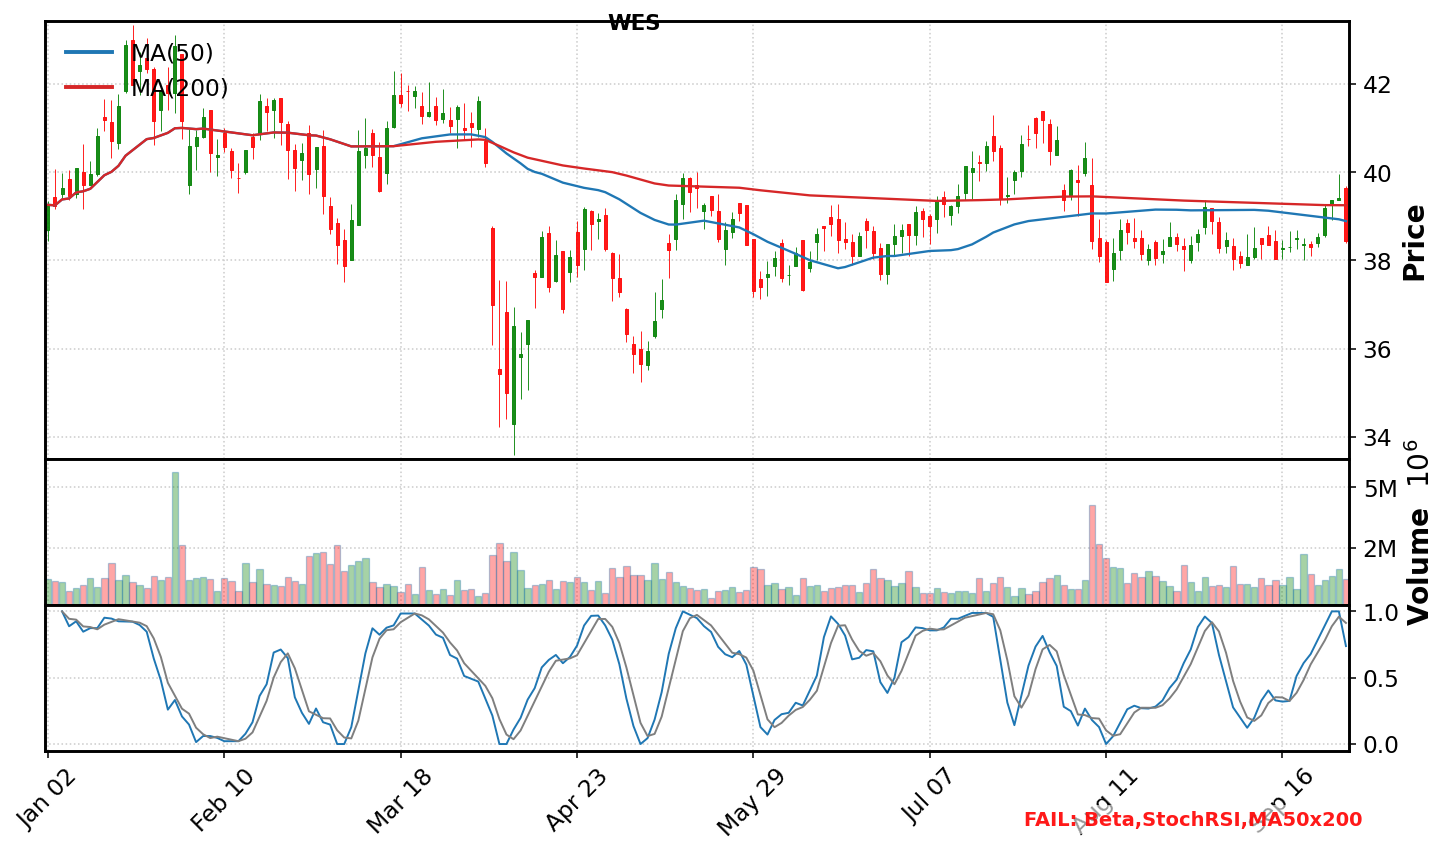 WES
MA(50)
MA(200)
42
40
38
36
34
Price
5M
2M
Volume 10^6
1.0
0.5
0.0
Jan 02
Feb 10
Mar 18
Apr 23
May 29
Jul 07
Aug 11
Sep 16
FAIL: Beta,StochRSI,MA50x200